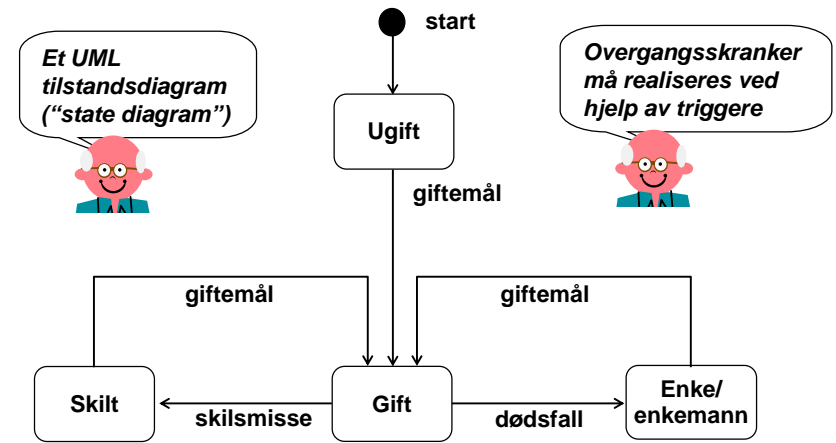 start
Et UML
tilstandsdiagram
(“state diagram”)
Overgangsskranker
må realiseres ved
hjelp av triggere
Ugift
giftemål
giftemål
giftemål
Skilt
skilsmisse
Gift
dødsfall
Enke/
enkemann